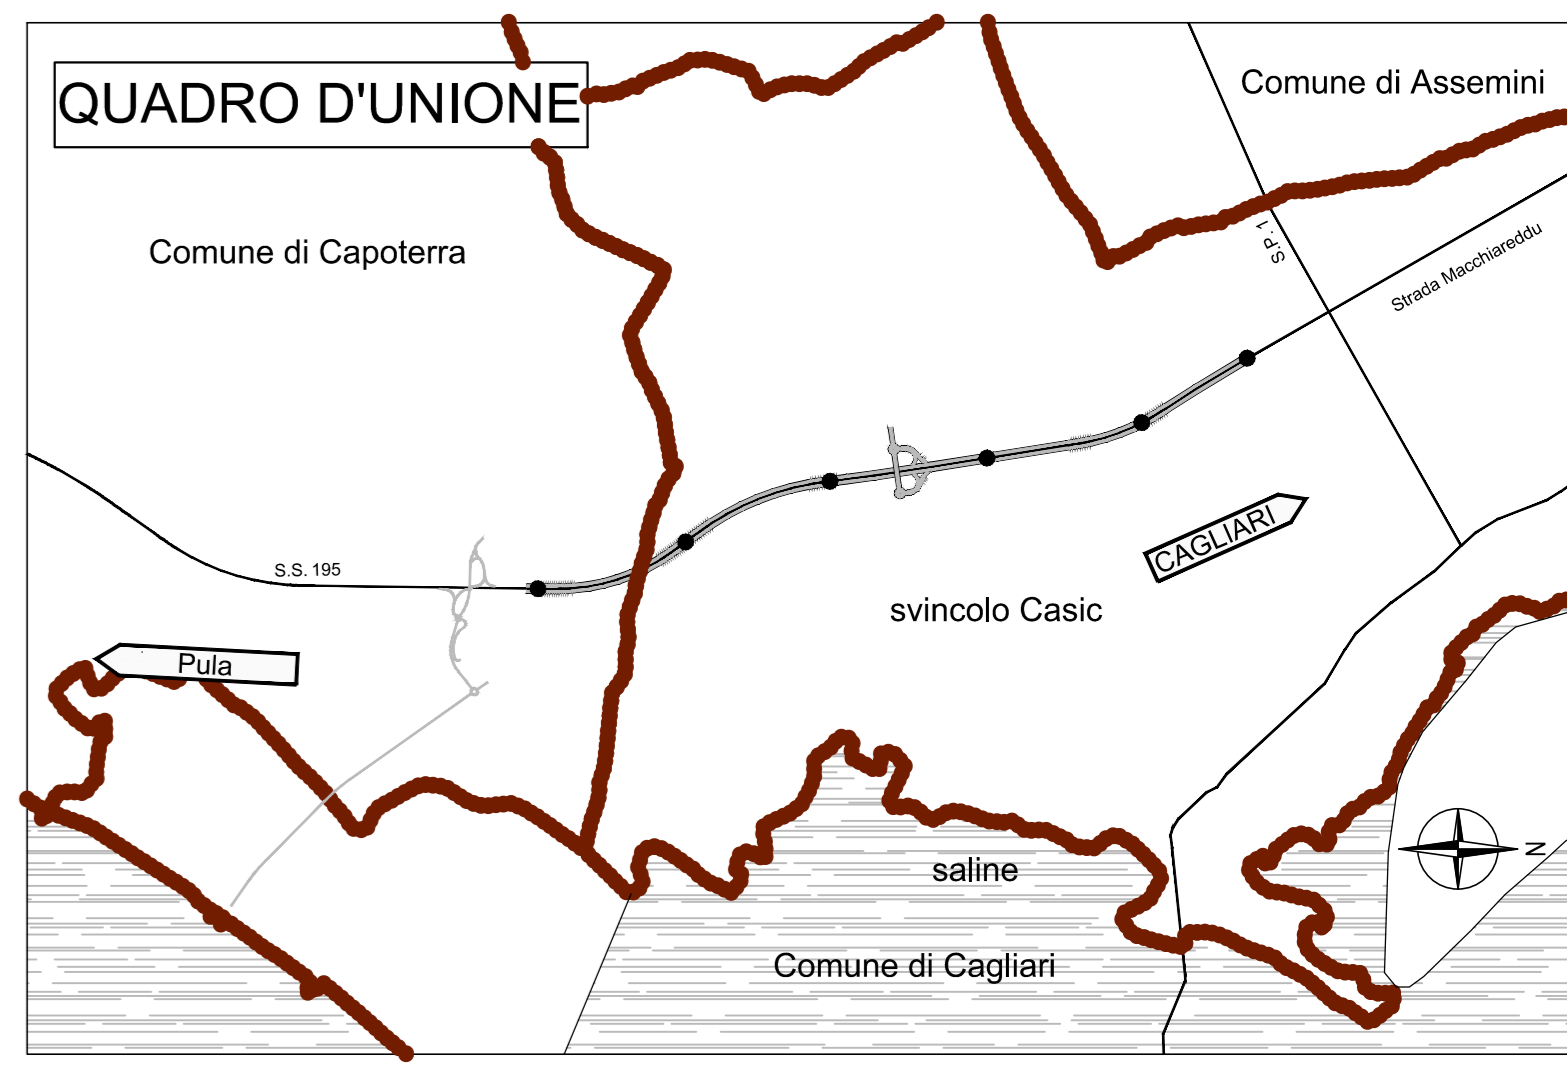 Comune di Assemini
QUADRO D'UNIONE
S.P. 1
Comune di Capoterra
Strada Macchiareddu
CAGLIARI
S.S. 195
svincolo Casic
Pula
N
saline
Comune di Cagliari